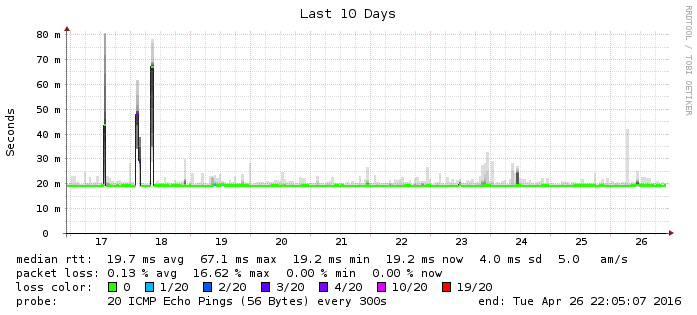 Last 10 Days
RRDTOOL / TOBI OETIKER
Seconds
80 m
70 m
60 m
50 m
40 m
30 m
20 m
10 m
0
17 18 19 20 21 22 23 24 25 26
median rtt: 19.7 ms avg 67.1 ms max 19.2 ms min 19.2 ms now 4.0 ms sd 5.0 am/s
packet loss: 0.13 % avg 16.62 % max 0.00 % min 0.00 % now
loss color: 0 1/20 2/20 3/20 4/20 10/20 19/20
probe: 20 ICMP Echo Pings (56 Bytes) every 300s end: Tue Apr 26 22:05:07 2016